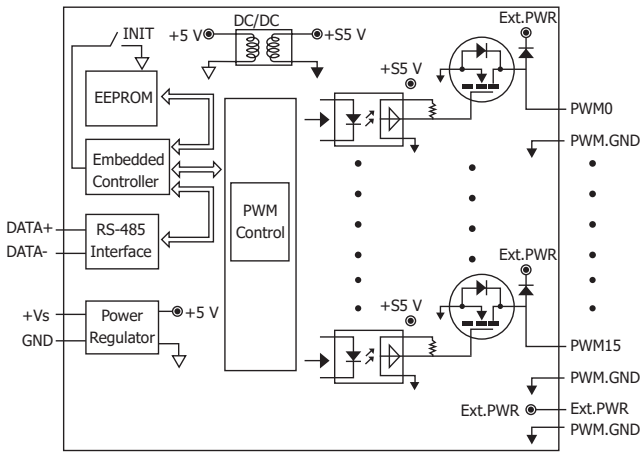 DC/DC
Ext.PWR
INIT
+5 V
+S5 V
+S5 V
EEPROM
PWM0
PWM.GND
Embedded
Controller
PWM
Control
DATA+
DATA-
RS-485
Interface
Ext.PWR
+S5 V
+Vs
GND
Power
Regulator
+5 V
PWM15
PWM.GND
Ext.PWR
Ext.PWR
PWM.GND